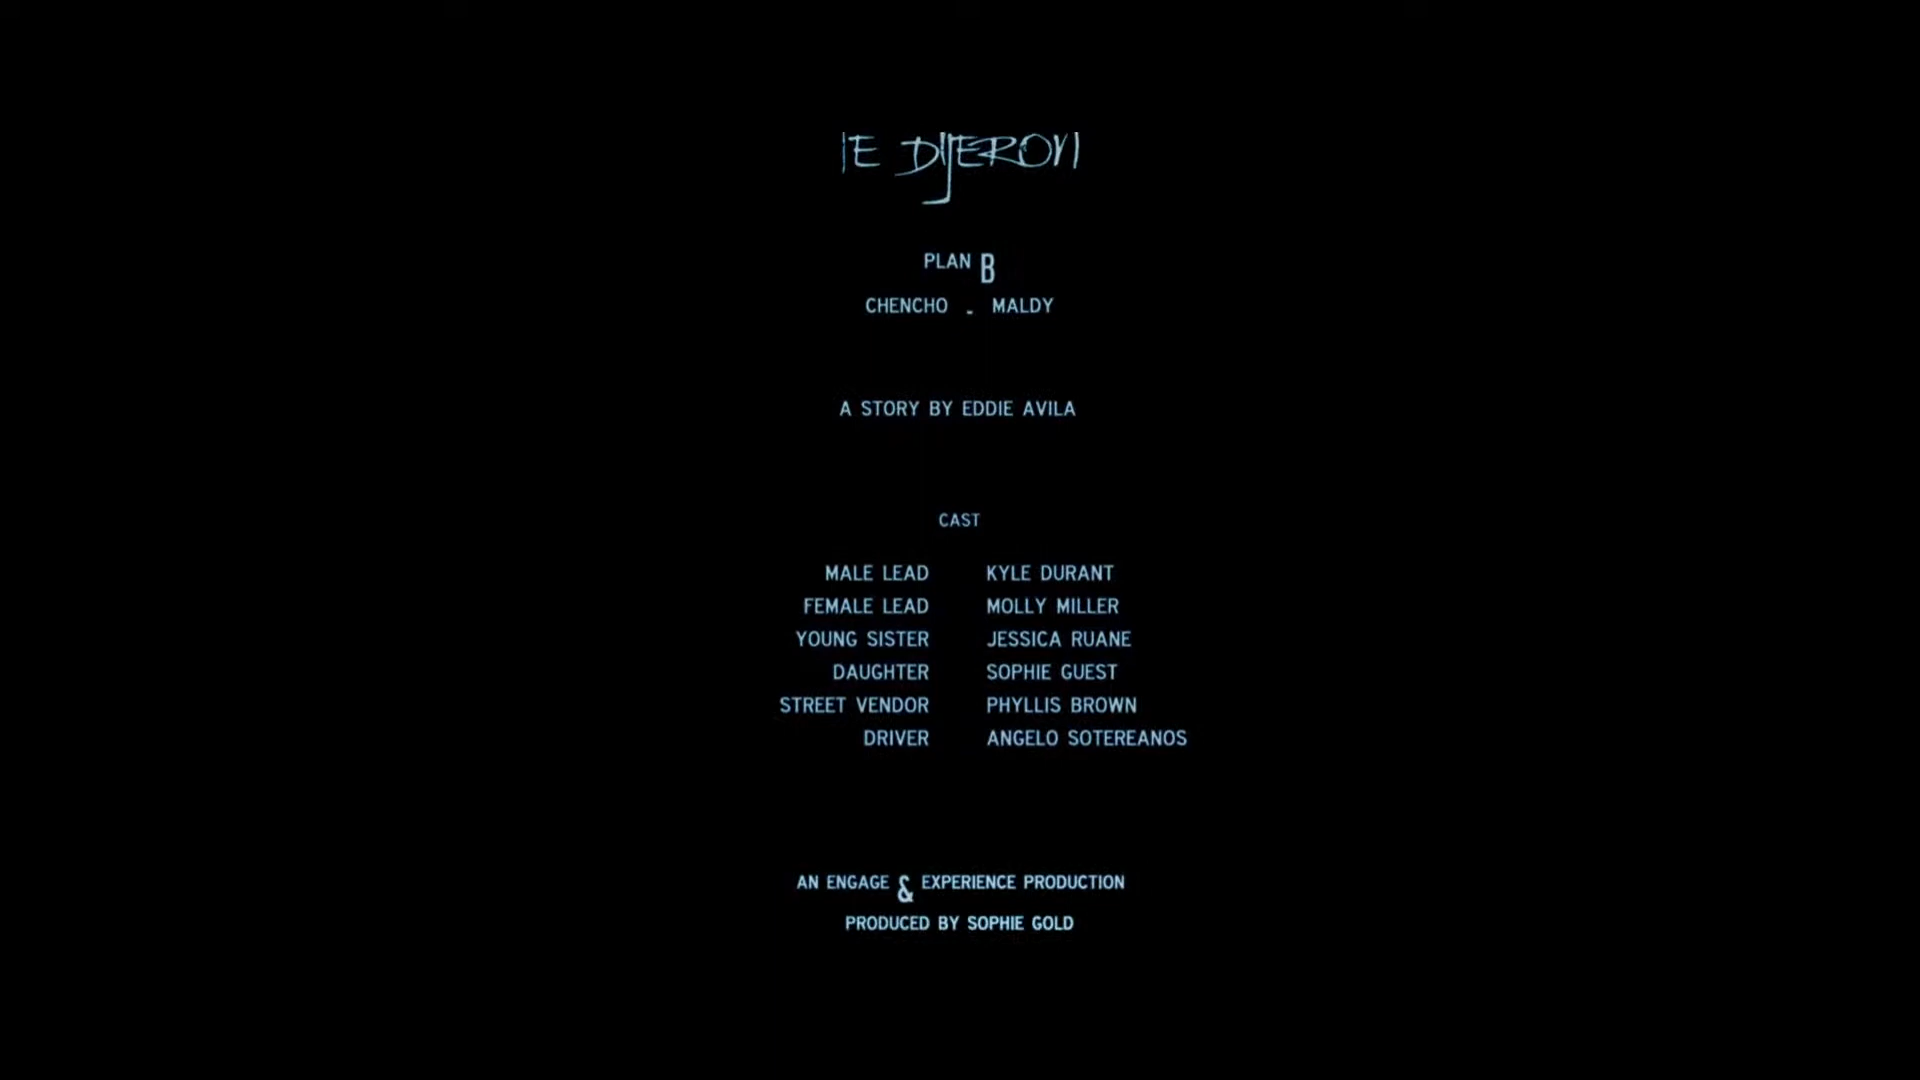 TE DIJERON
PLAN B
CHENCHO - MALDY
A STORY BY EDDIE AVILA
CAST
MALE LEAD KYLE DURANT
FEMALE LEAD MOLLY MILLER
YOUNG SISTER JESSICA RUANE
DAUGHTER SOPHIE GUEST
STREET VENDOR PHYLLIS BROWN
DRIVER ANGELO SOTEREANOS
AN ENGAGE & EXPERIENCE PRODUCTION
PRODUCED BY SOPHIE GOLD